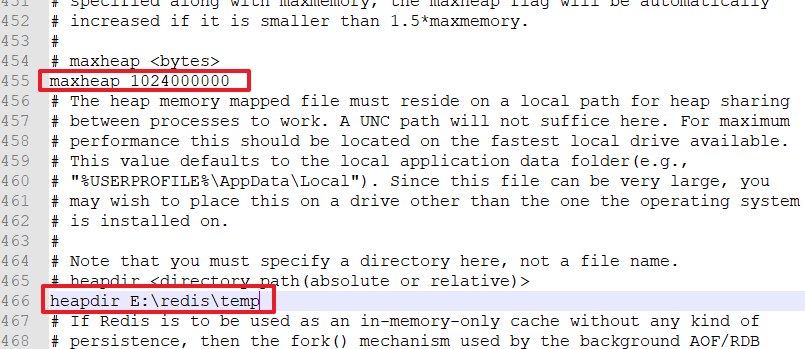 451 # specified along with maxmemory, the maxheap flag will be automatically
452 # increased if it is smaller than 1.5*maxmemory.
453 #
454 # maxheap <bytes>
455 maxheap 1024000000
456 # The heap memory mapped file must reside on a local path for heap sharing
457 # between processes to work. A UNC path will not suffice here. For maximum
458 # performance this should be located on the fastest local drive available.
459 # This value defaults to the local application data folder(e.g.,
460 # "%USERPROFILE%\AppData\Local"). Since this file can be very large, you
461 # may wish to place this on a drive other than the one the operating system
462 # is installed on.
463 #
464 # Note that you must specify a directory here, not a file name.
465 # heapdir <directory path(absolute or relative)>
466 heapdir E:\redis\temp
467 # If Redis is to be used as an in-memory-only cache without any kind of
468 # persistence, then the fork() mechanism used by the background AOF/RDB